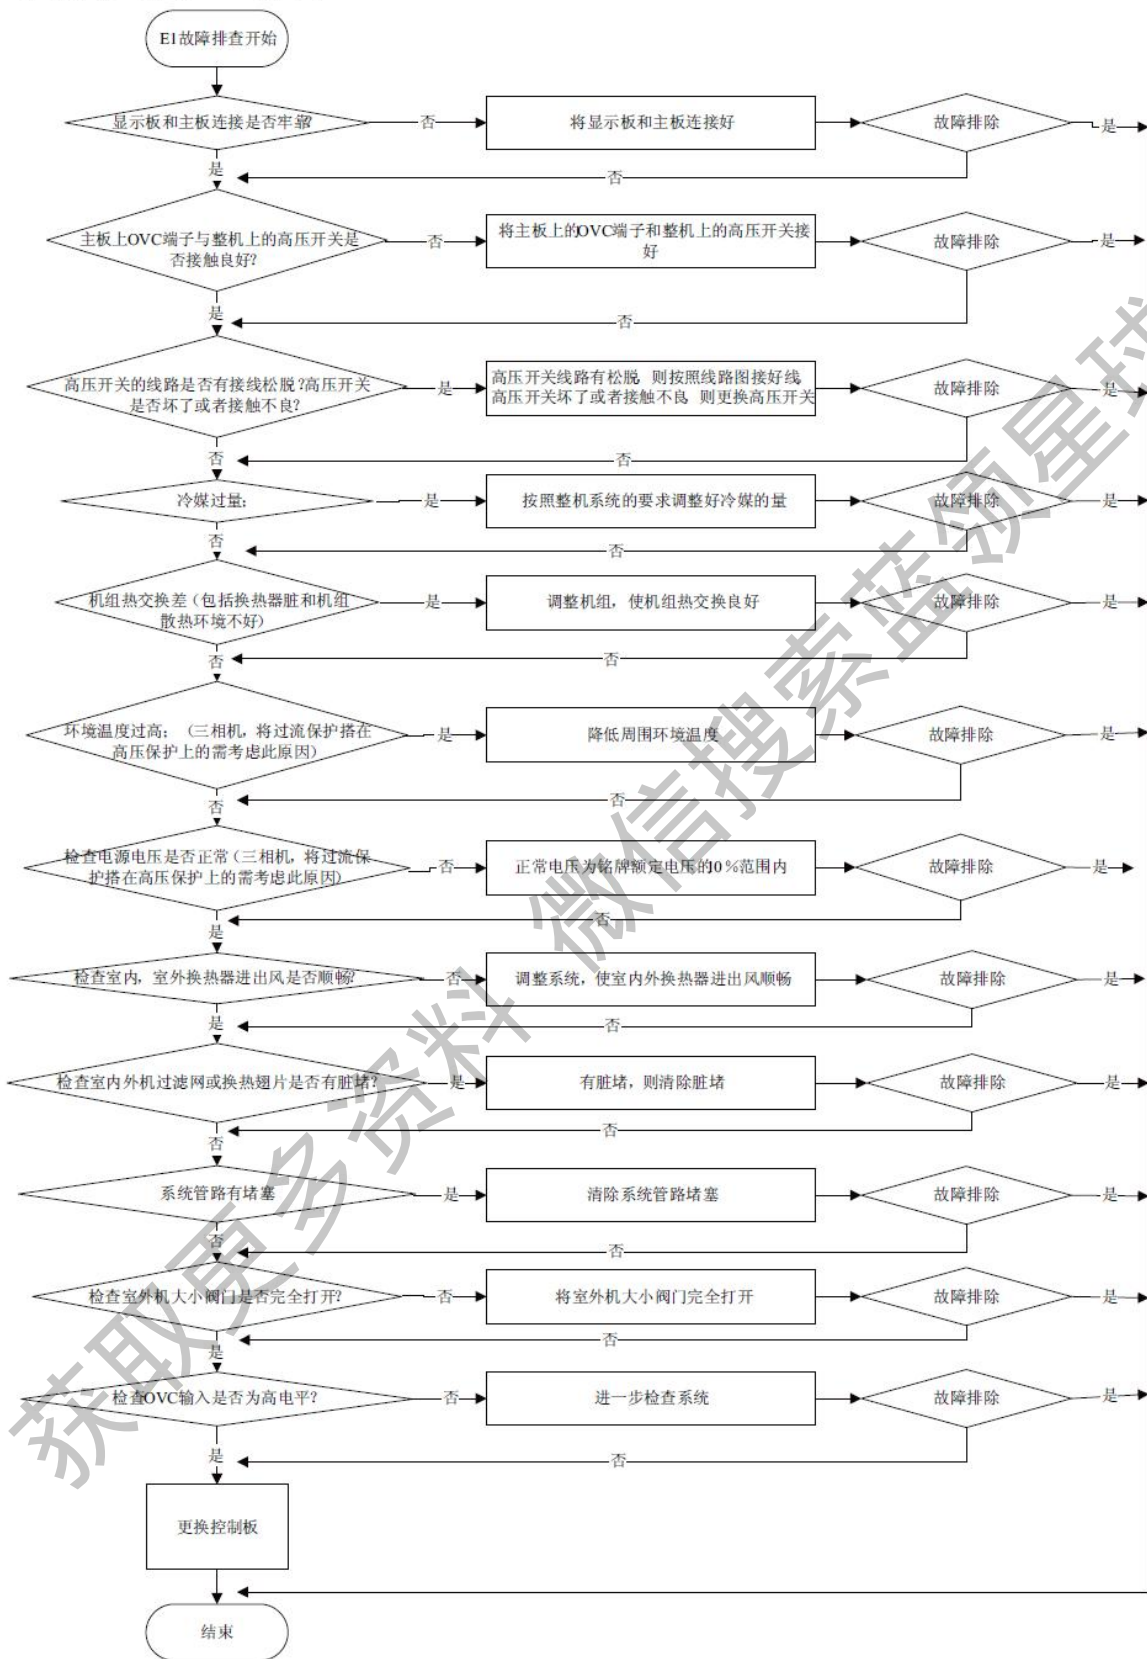 E1故障排查开始
显示板和主板连接是否牢靠?
否
将显示板和主板连接好
故障排除
是
是
否
主板上OVC端子与整机上的高压开关是
否接触良好?
否
将主板上的OVC端子和整机上的高压开关接
好
故障排除
是
是
否
高压开关的线路是否有接线松脱?高压开关
是否坏了或者接触不良?
是
高压开关线路有松脱 则按照线路图接好线
高压开关坏了或者接触不良 则更换高压开关
故障排除
是
否
否
冷媒过量;
是
按照整机系统的要求调整好冷媒的量
故障排除
是
否
否
机组热交换差(包括换热器脏和机组
散热环境不好)
是
调整机组,使机组热交换良好
故障排除
是
否
否
环境温度过高; (三相机,将过流保护搭在
高压保护上的需考虑此原因)
是
降低周围环境温度
故障排除
是
否
否
检查电源电压是否正常(三相机,将过流保
护搭在高压保护上的需考虑此原因)
否
正常电压为铭牌额定电压的10%范围内
故障排除
是
是
否
检查室内,室外换热器进出风是否顺畅?
否
调整系统,使室内外换热器进出风顺畅
故障排除
是
是
否
检查室内外机过滤网或换热翅片是否有脏堵?
是
有脏堵,则清除脏堵
故障排除
是
否
否
系统管路有堵塞
是
清除系统管路堵塞
故障排除
是
否
否
检查室外机大小阀门是否完全打开?
否
将室外机大小阀门完全打开
故障排除
是
是
否
检查OVC输入是否为高电平?
否
进一步检查系统
故障排除
是
是
否
更换控制板
结束
获取更多资料 微信搜索蓝领星球